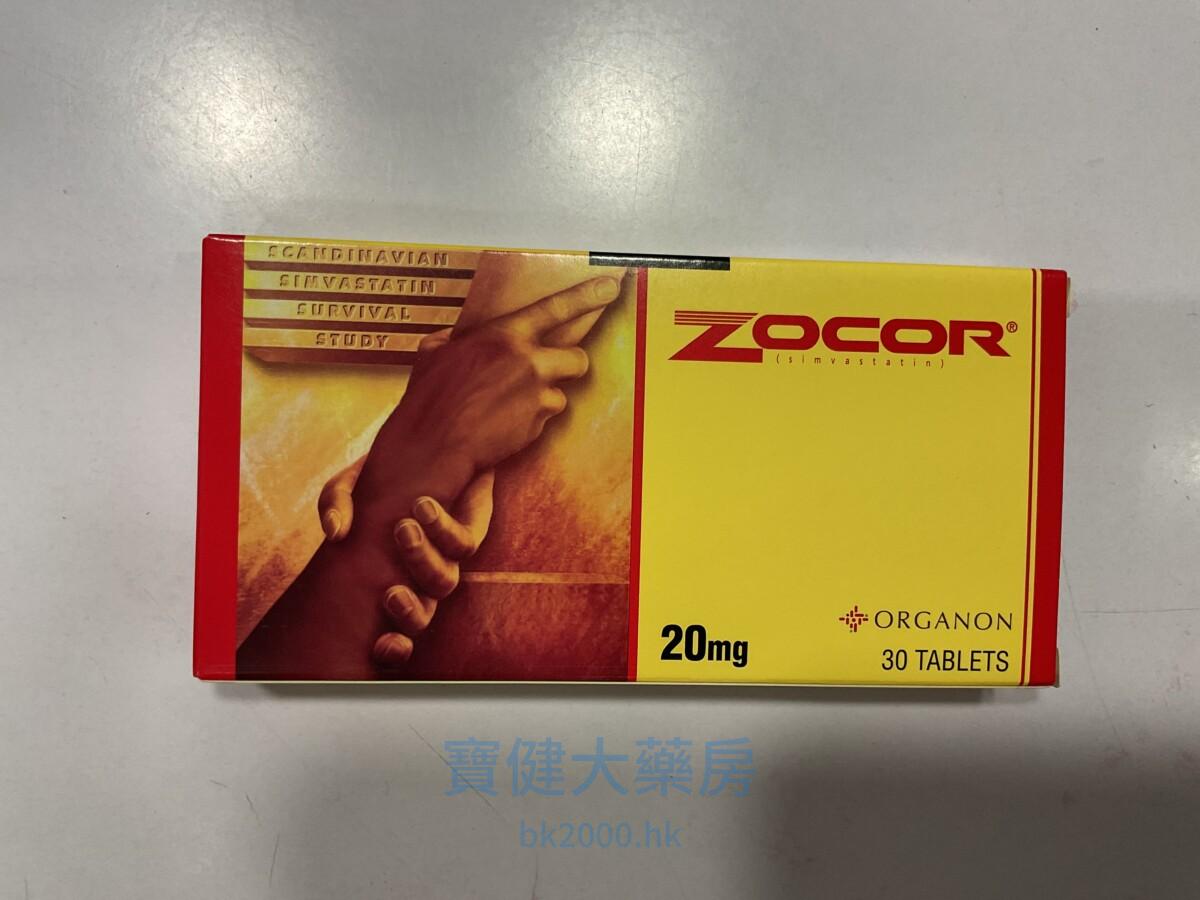 SCANDINAVIAN
SIMVASTATIN
SURVIVAL
STUDY
ZOCOR®
(simvastatin)
20mg
ORGANON
30 TABLETS
寶健大藥房
bk2000.hk